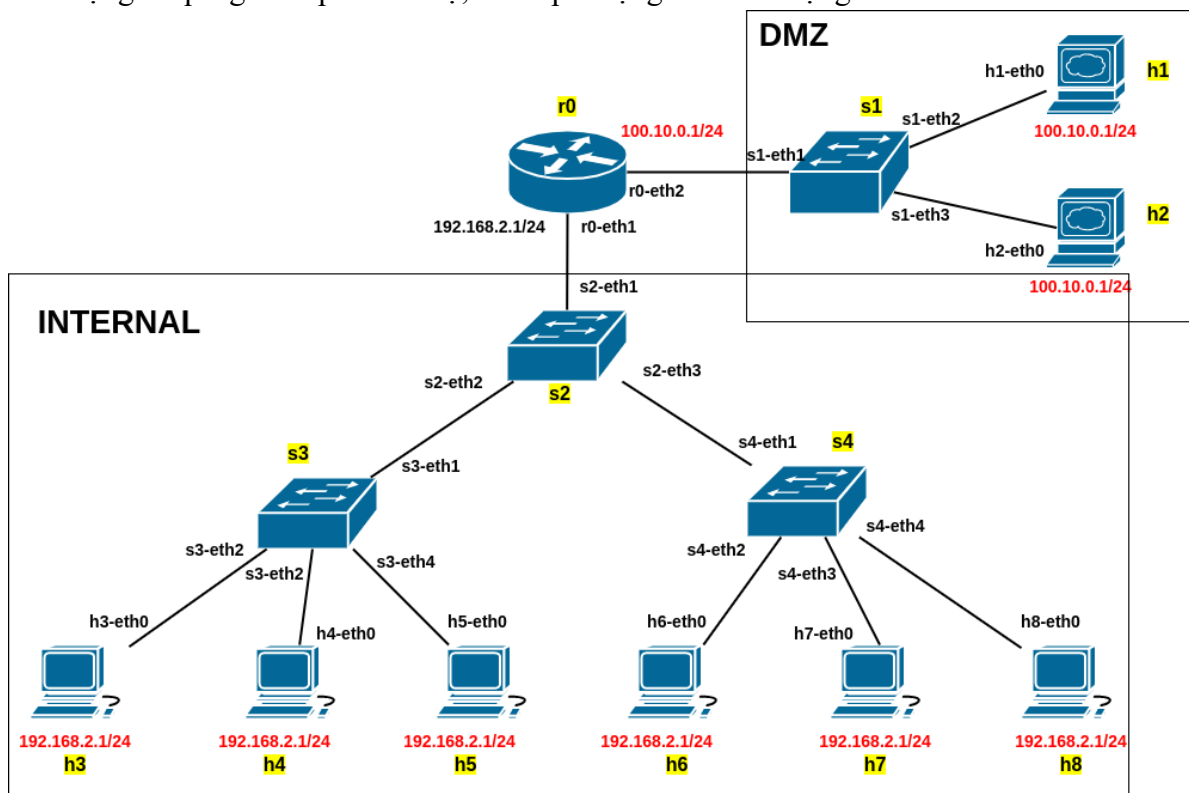 DMZ
h1-eth0
h1
r0
s1
s1-eth2
100.10.0.1/24
100.10.0.1/24
s1-eth1
r0-eth2
s1-eth3
h2
192.168.2.1/24
r0-eth1
h2-eth0
s2-eth1
100.10.0.1/24
INTERNAL
s2-eth2
s2-eth3
s2
s3
s3-eth1
s4-eth1
s4
s3-eth2
s3-eth2
s3-eth4
s4-eth2
s4-eth3
s4-eth4
h3-eth0
h4-eth0
h5-eth0
h6-eth0
h7-eth0
h8-eth0
192.168.2.1/24
192.168.2.1/24
192.168.2.1/24
192.168.2.1/24
192.168.2.1/24
192.168.2.1/24
h3
h4
h5
h6
h7
h8